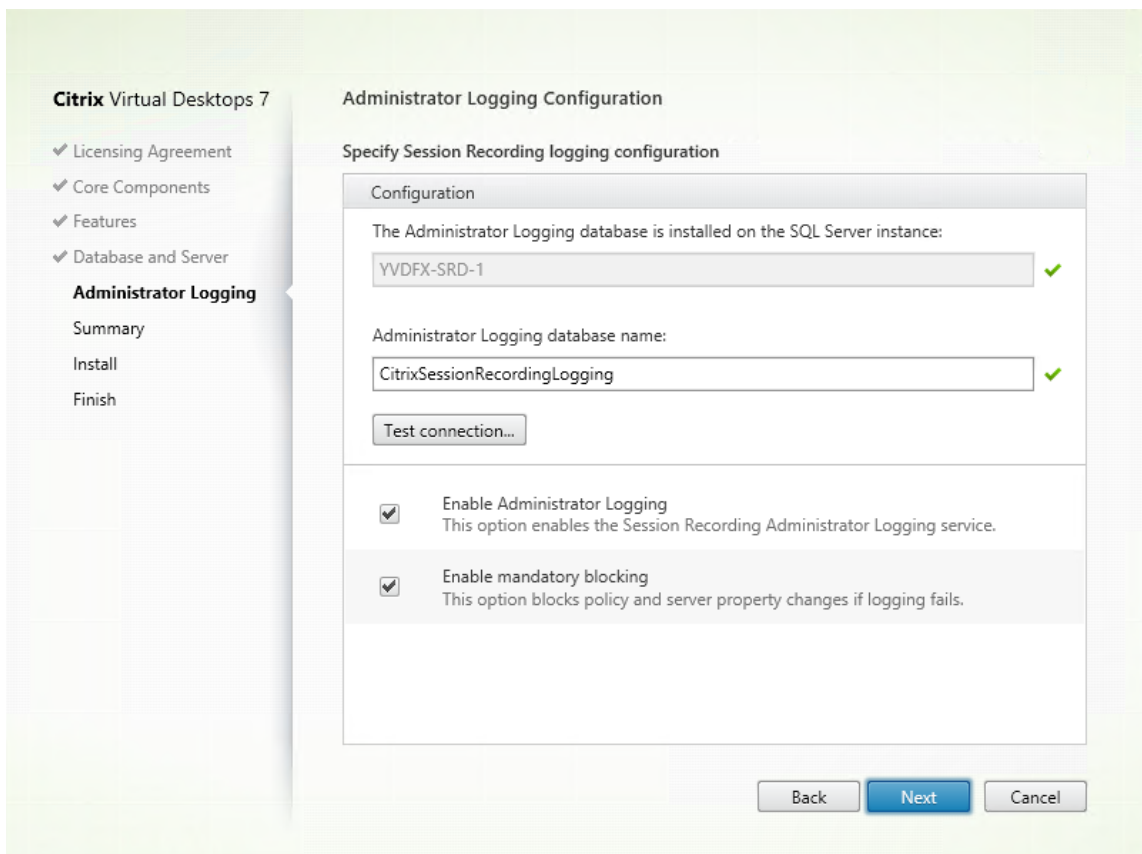 Citrix Virtual Desktops 7
Licensing Agreement
Core Components
Features
Database and Server
Administrator Logging
Summary
Install
Finish
Administrator Logging Configuration
Specify Session Recording logging configuration
Configuration
The Administrator Logging database is installed on the SQL Server instance:
YVDFX-SRD-1
Administrator Logging database name:
CitrixSessionRecordingLogging
Test connection...
Enable Administrator Logging
This option enables the Session Recording Administrator Logging service.
Enable mandatory blocking
This option blocks policy and server property changes if logging fails.
Back
Next
Cancel